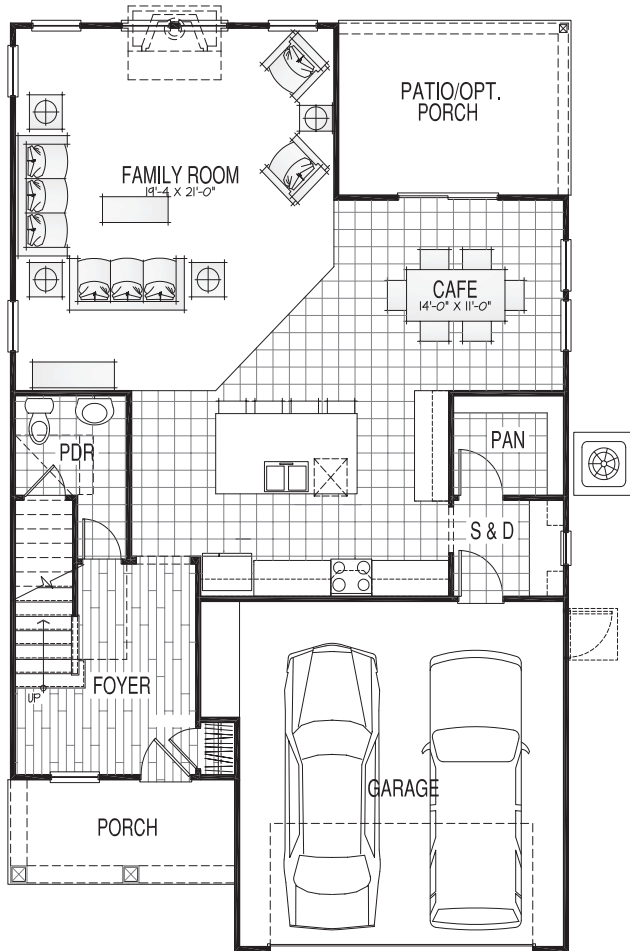 PATIO/OPT.
PORCH
FAMILY ROOM
19'-4 X 21'-0"
CAFE
14'-0" X 11'-0"
PDR
PAN
S & D
FOYER
UP
GARAGE
PORCH